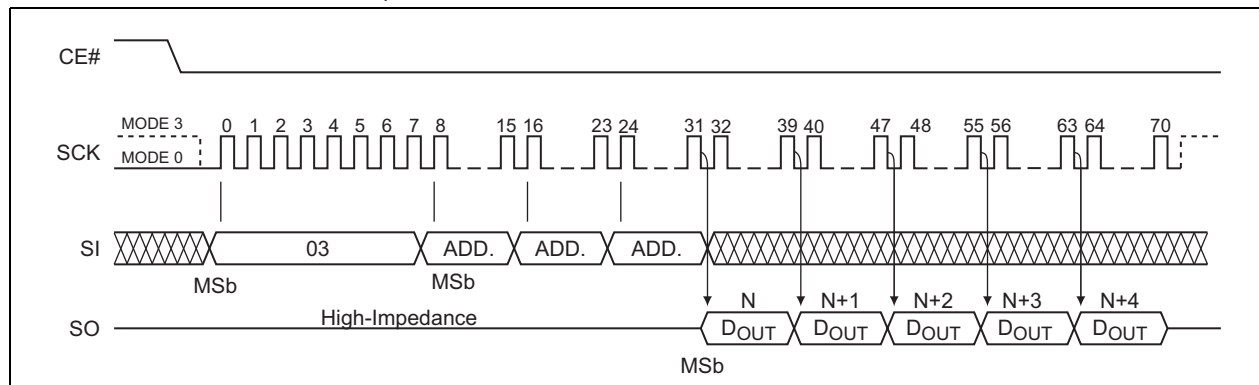 CE#
MODE 3 0 1 2 3 4 5 6 7 8 15 16 23 24 31 32 39 40 47 48 55 56 63 64 70
SCK MODE 0
SI 03 ADD. ADD. ADD.
MSb MSb
N N+1 N+2 N+3 N+4
SO High-Impedance DOUT DOUT DOUT DOUT DOUT
MSb